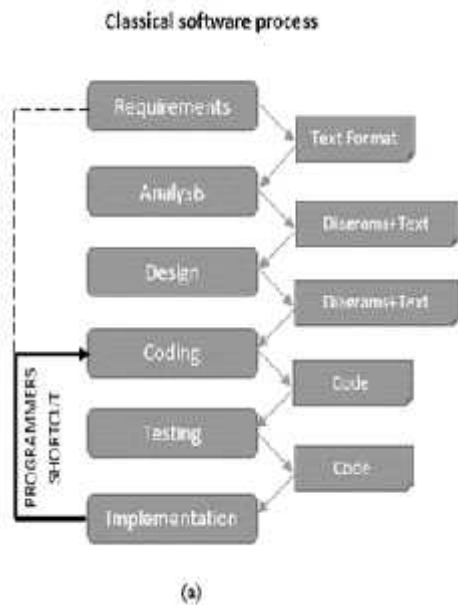 Classical software process
Requirements
Text Format
Analysis
Diagrams+Text
Design
Diagrams+Text
Coding
Code
Testing
Code
Implementation
PROGRAMMERS
SHORTCUT
(a)